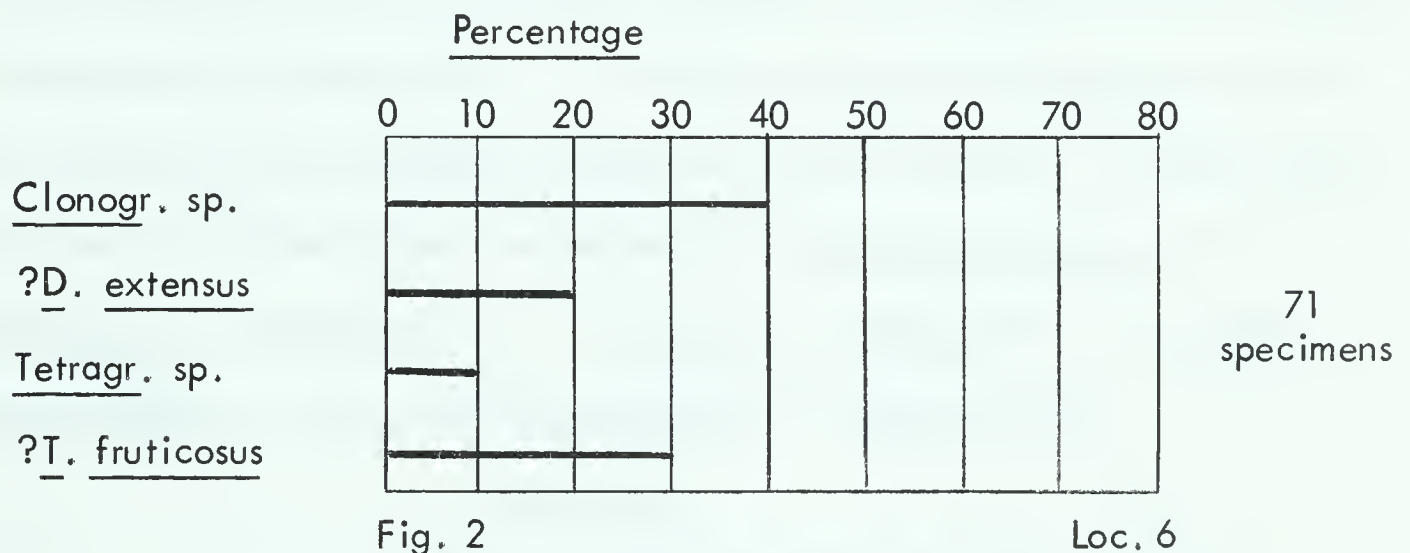 Percentage
0 10 20 30 40 50 60 70 80
Clonogr. sp.
?D. extensus
Tetragr. sp.
?T. fruticosus
71
specimens
Fig. 2 Loc. 6